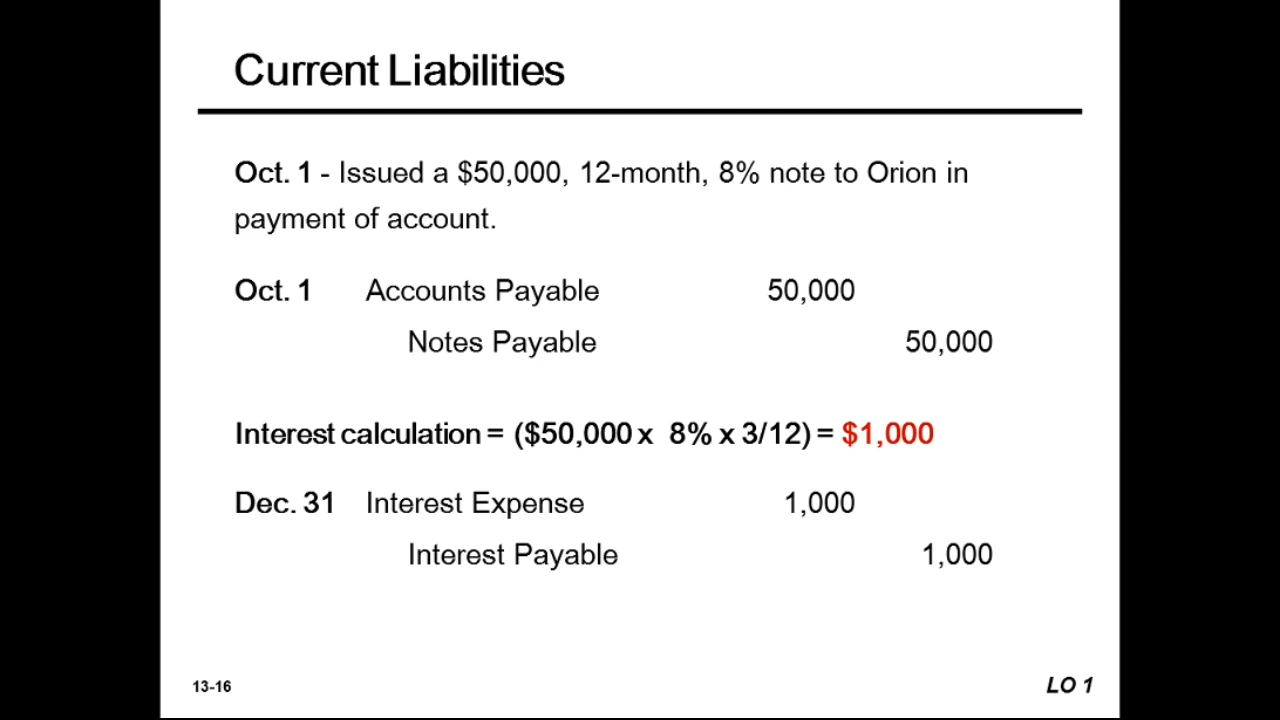 Current Liabilities
Oct. 1 - Issued a $50,000, 12-month, 8% note to Orion in
payment of account.
Oct. 1 Accounts Payable 50,000
Notes Payable 50,000
Interest calculation = ($50,000 x 8% x 3/12) = $1,000
Dec. 31 Interest Expense 1,000
Interest Payable 1,000
13-16 LO 1